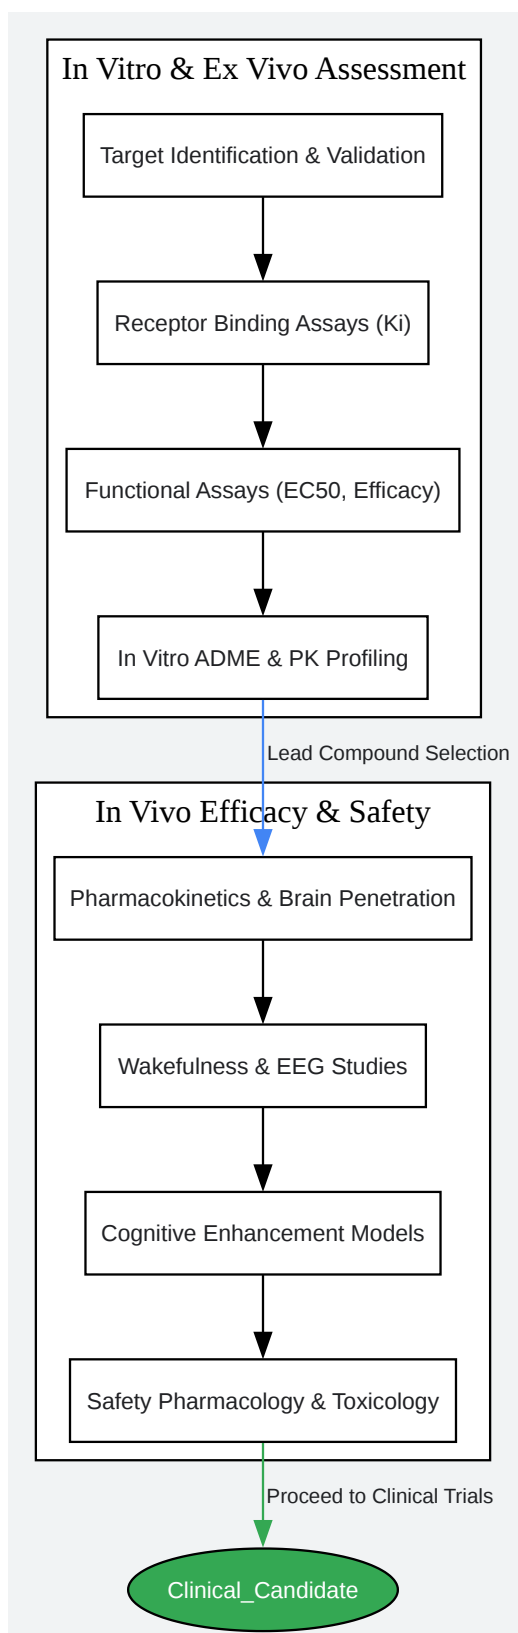 In Vitro & Ex Vivo Assessment
Target Identification & Validation
Receptor Binding Assays (Ki)
Functional Assays (EC50, Efficacy)
In Vitro ADME & PK Profiling
Lead Compound Selection
In Vivo Efficacy & Safety
Pharmacokinetics & Brain Penetration
Wakefulness & EEG Studies
Cognitive Enhancement Models
Safety Pharmacology & Toxicology
Proceed to Clinical Trials
Clinical_Candidate